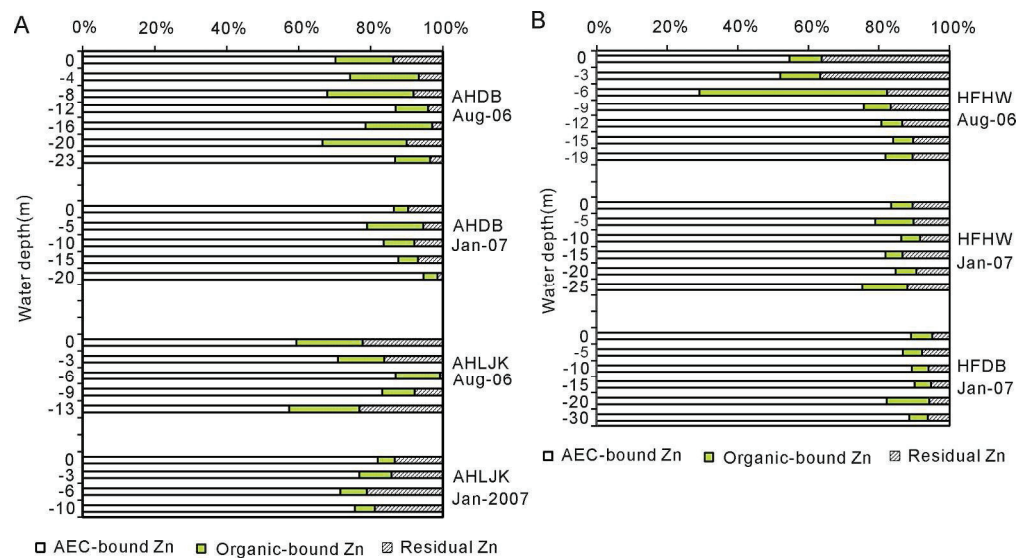 A
0% 20% 40% 60% 80% 100%
Water depth(m)
0
-4
-8
-12
-16
-20
-23
AHDB
Aug-06
0
-5
-10
-15
-20
AHDB
Jan-07
0
-3
-6
-9
-13
AHLJK
Aug-06
0
-3
-6
-10
AHLJK
Jan-2007
AEC-bound Zn Organic-bound Zn Residual Zn
B
0% 20% 40% 60% 80% 100%
Water depth(m)
0
-3
-6
-9
-12
-15
-19
HFHW
Aug-06
0
-5
-10
-15
-20
-25
HFHW
Jan-07
0
-5
-10
-15
-20
-30
HFDB
Jan-07
AEC-bound Zn Organic-bound Zn Residual Zn